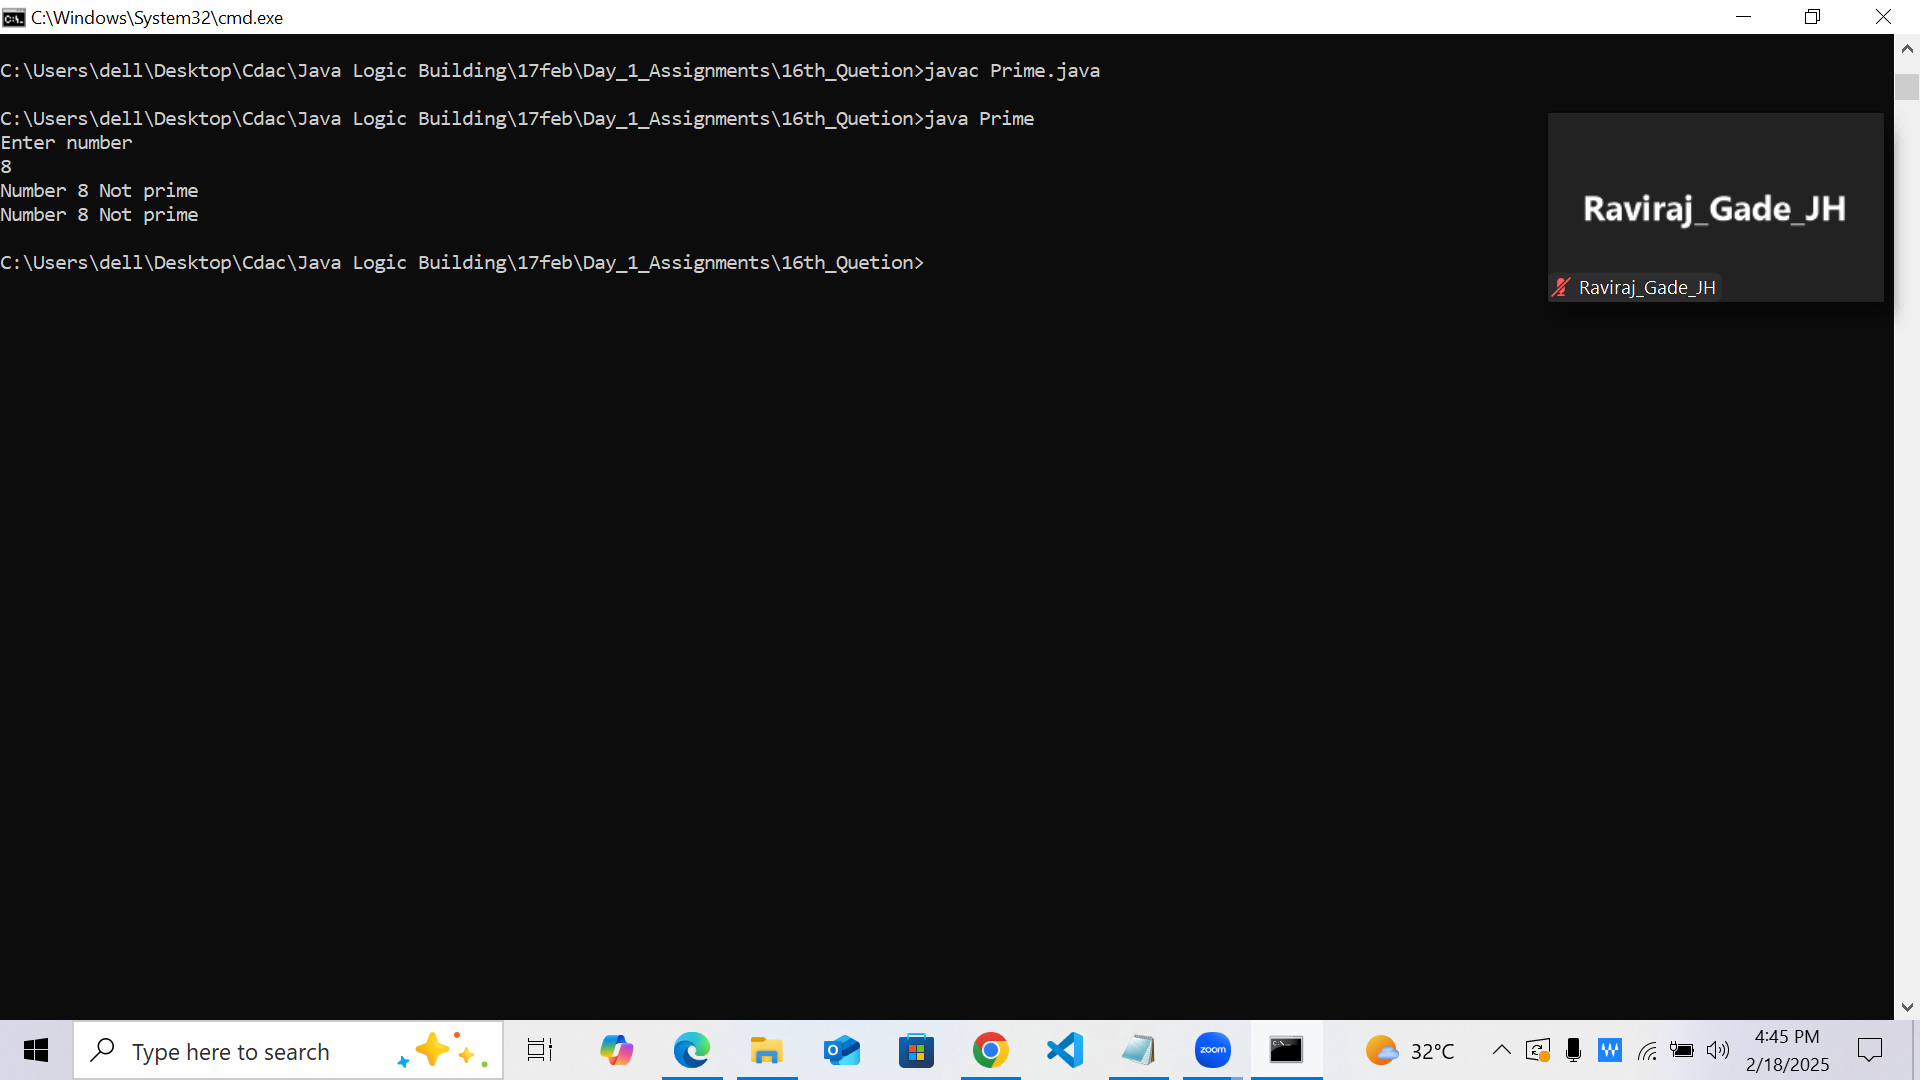 C:\Windows\System32\cmd.exe
C:\Users\dell\Desktop\Cdac\Java Logic Building\17feb\Day_1_Assignments\16th_Quetion>javac Prime.java
C:\Users\dell\Desktop\Cdac\Java Logic Building\17feb\Day_1_Assignments\16th_Quetion>java Prime
Enter number
8
Number 8 Not prime
Number 8 Not prime
C:\Users\dell\Desktop\Cdac\Java Logic Building\17feb\Day_1_Assignments\16th_Quetion>
Raviraj_Gade_JH
Raviraj_Gade_JH
Type here to search
zoom
32°C
4:45 PM
2/18/2025